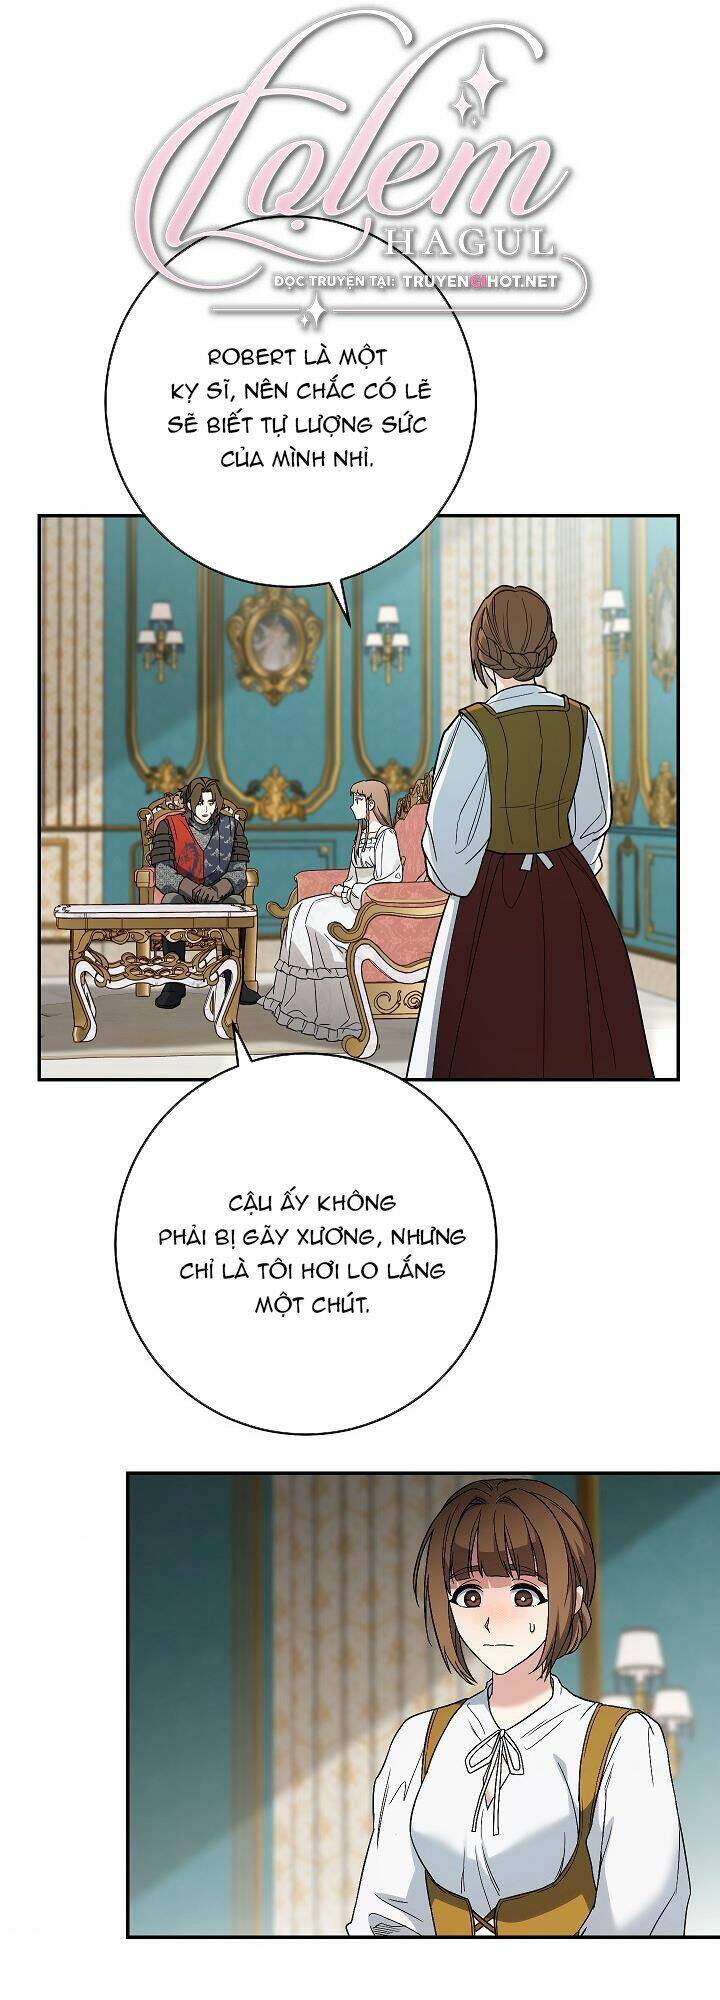 Lọlem
HAGUL
ĐỌC TRUYỆN TẠI: TRUYENGIHOT.NET
ROBERT LÀ MỘT
KỴ SĨ, NÊN CHẮC CÓ LẼ
SẼ BIẾT TỰ LƯỢNG SỨC
CỦA MÌNH NHỈ.
CẬU ẤY KHÔNG
PHẢI BỊ GÃY XƯƠNG, NHƯNG
CHỈ LÀ TÔI HƠI LO LẮNG
MỘT CHÚT.